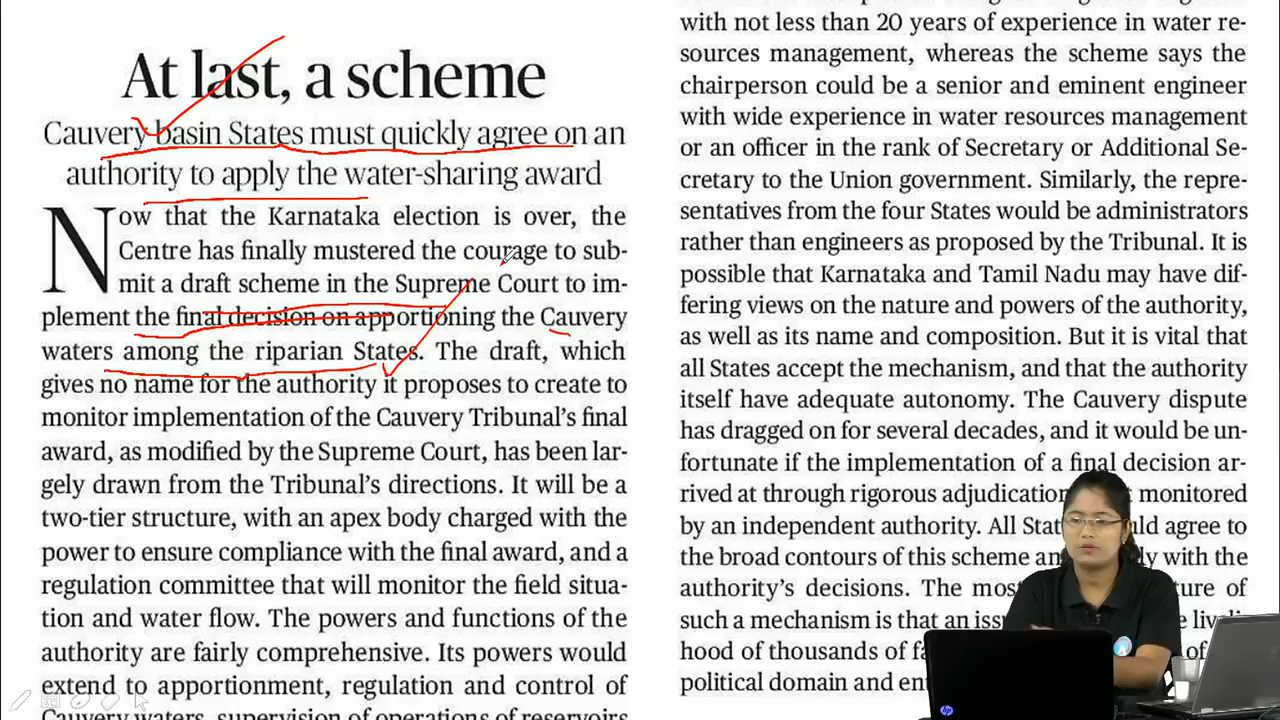 At last, a scheme
Cauvery basin States must quickly agree on an
authority to apply the water-sharing award
Now that the Karnataka election is over, the
Centre has finally mustered the courage to sub-
mit a draft scheme in the Supreme Court to im-
plement the final decision on apportioning the Cauvery
waters among the riparian States. The draft, which
gives no name for the authority it proposes to create to
monitor implementation of the Cauvery Tribunal's final
award, as modified by the Supreme Court, has been lar-
gely drawn from the Tribunal's directions. It will be a
two-tier structure, with an apex body charged with the
power to ensure compliance with the final award, and a
regulation committee that will monitor the field situa-
tion and water flow. The powers and functions of the
authority are fairly comprehensive. Its powers would
extend to apportionment, regulation and control of
Cauvery waters, supervision of operations of reservoirs
with not less than 20 years of experience in water re-
sources management, whereas the scheme says the
chairperson could be a senior and eminent engineer
with wide experience in water resources management
or an officer in the rank of Secretary or Additional Se-
cretary to the Union government. Similarly, the repre-
sentatives from the four States would be administrators
rather than engineers as proposed by the Tribunal. It is
possible that Karnataka and Tamil Nadu may have dif-
fering views on the nature and powers of the authority,
as well as its name and composition. But it is vital that
all States accept the mechanism, and that the authority
itself have adequate autonomy. The Cauvery dispute
has dragged on for several decades, and it would be un-
fortunate if the implementation of a final decision ar-
rived at through rigorous adjudication monitored
by an independent authority. All agree to
the broad contours of this scheme with the
authority's decisions. The most of
such a mechanism is that an
hood of thousands of of
political domain and
hp